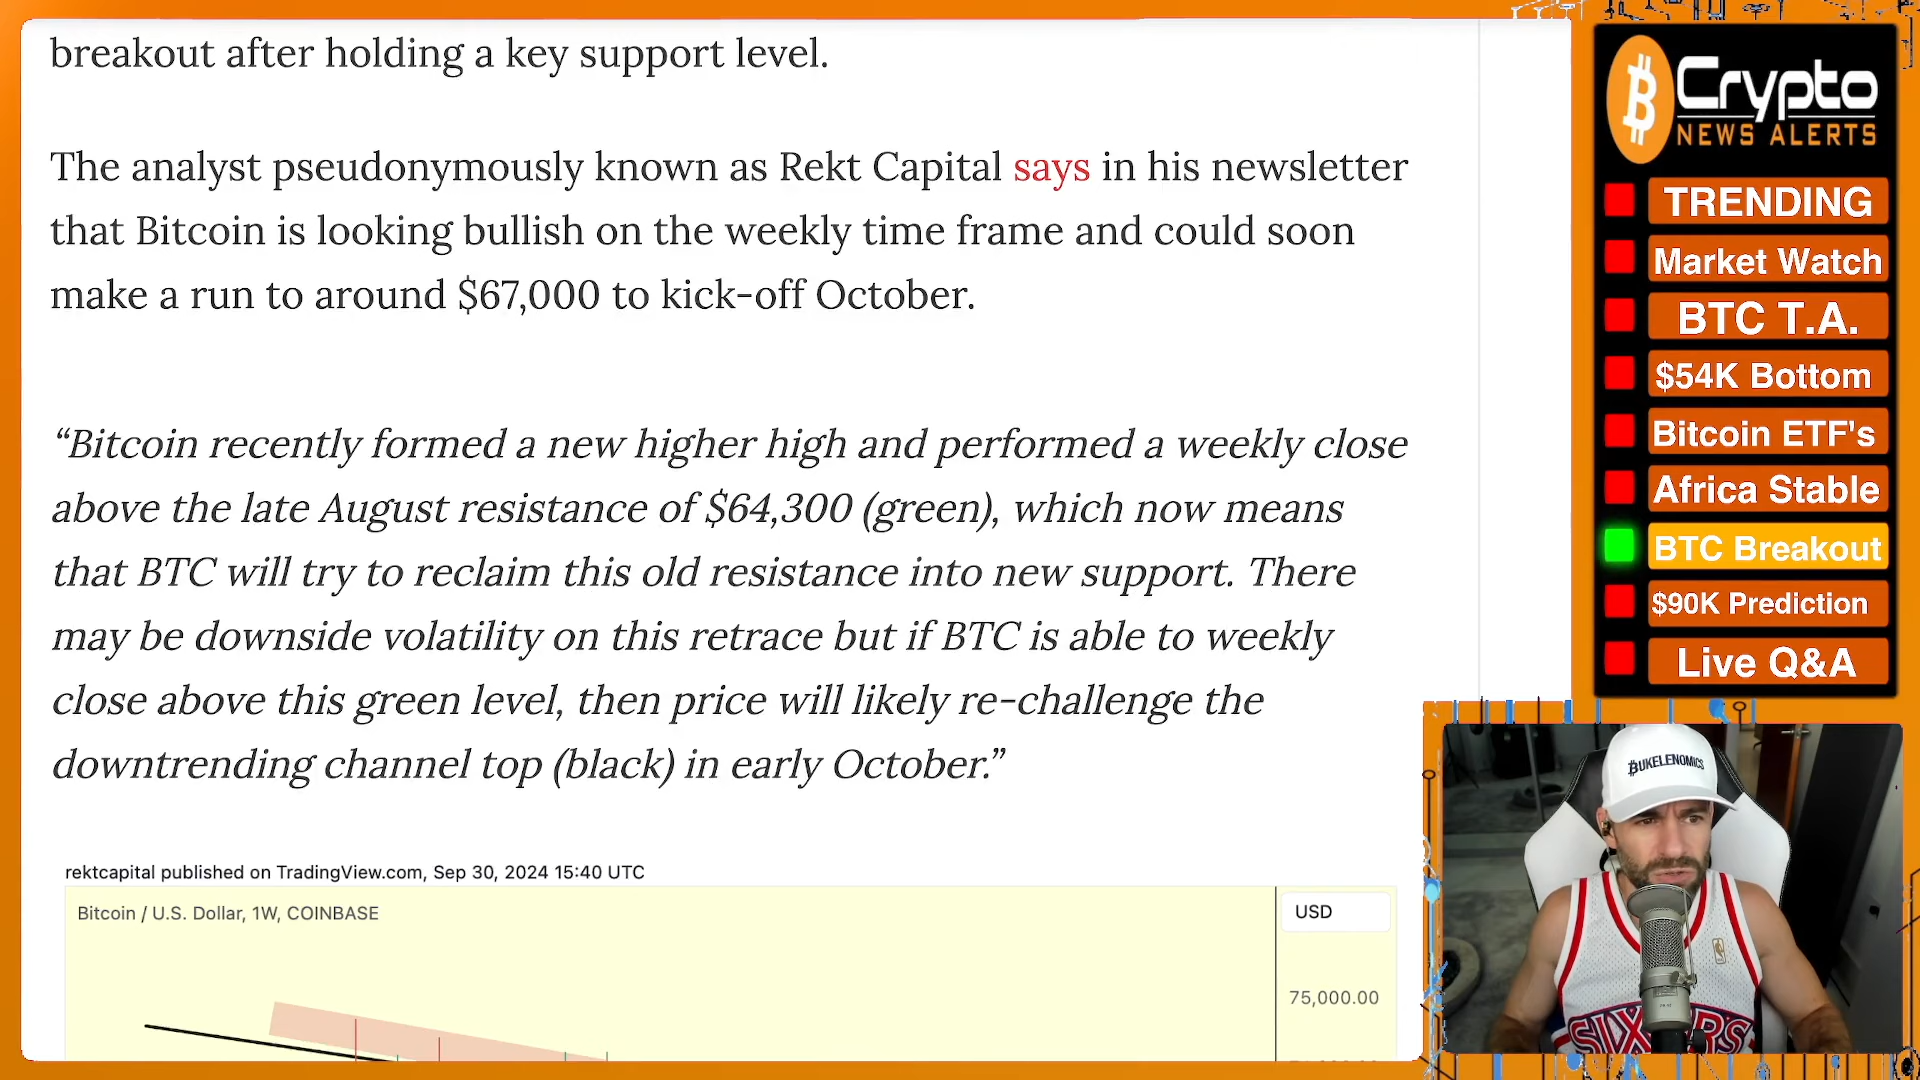 breakout after holding a key support level.
The analyst pseudonymously known as Rekt Capital says in his newsletter
that Bitcoin is looking bullish on the weekly time frame and could soon
make a run to around $67,000 to kick-off October.
“Bitcoin recently formed a new higher high and performed a weekly close
above the late August resistance of $64,300 (green), which now means
that BTC will try to reclaim this old resistance into new support. There
may be downside volatility on this retrace but if BTC is able to weekly
close above this green level, then price will likely re-challenge the
downtrending channel top (black) in early October.”
rektcapital published on TradingView.com, Sep 30, 2024 15:40 UTC
Bitcoin / U.S. Dollar, 1W, COINBASE
USD
75,000.00
Crypto
NEWS ALERTS
TRENDING
Market Watch
BTC T.A.
$54K Bottom
Bitcoin ETF's
Africa Stable
BTC Breakout
$90K Prediction
Live Q&A
BUKELENOMICS
SIXERS